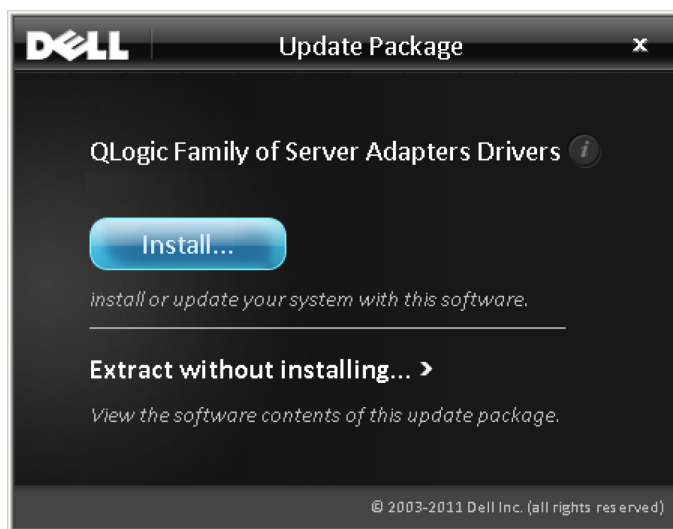 DELL
Update Package
x
QLogic Family of Server Adapters Drivers
i
Install...
install or update your system with this software.
Extract without installing... >
View the software contents of this update package.
© 2003-2011 Dell Inc. (all rights reserved)